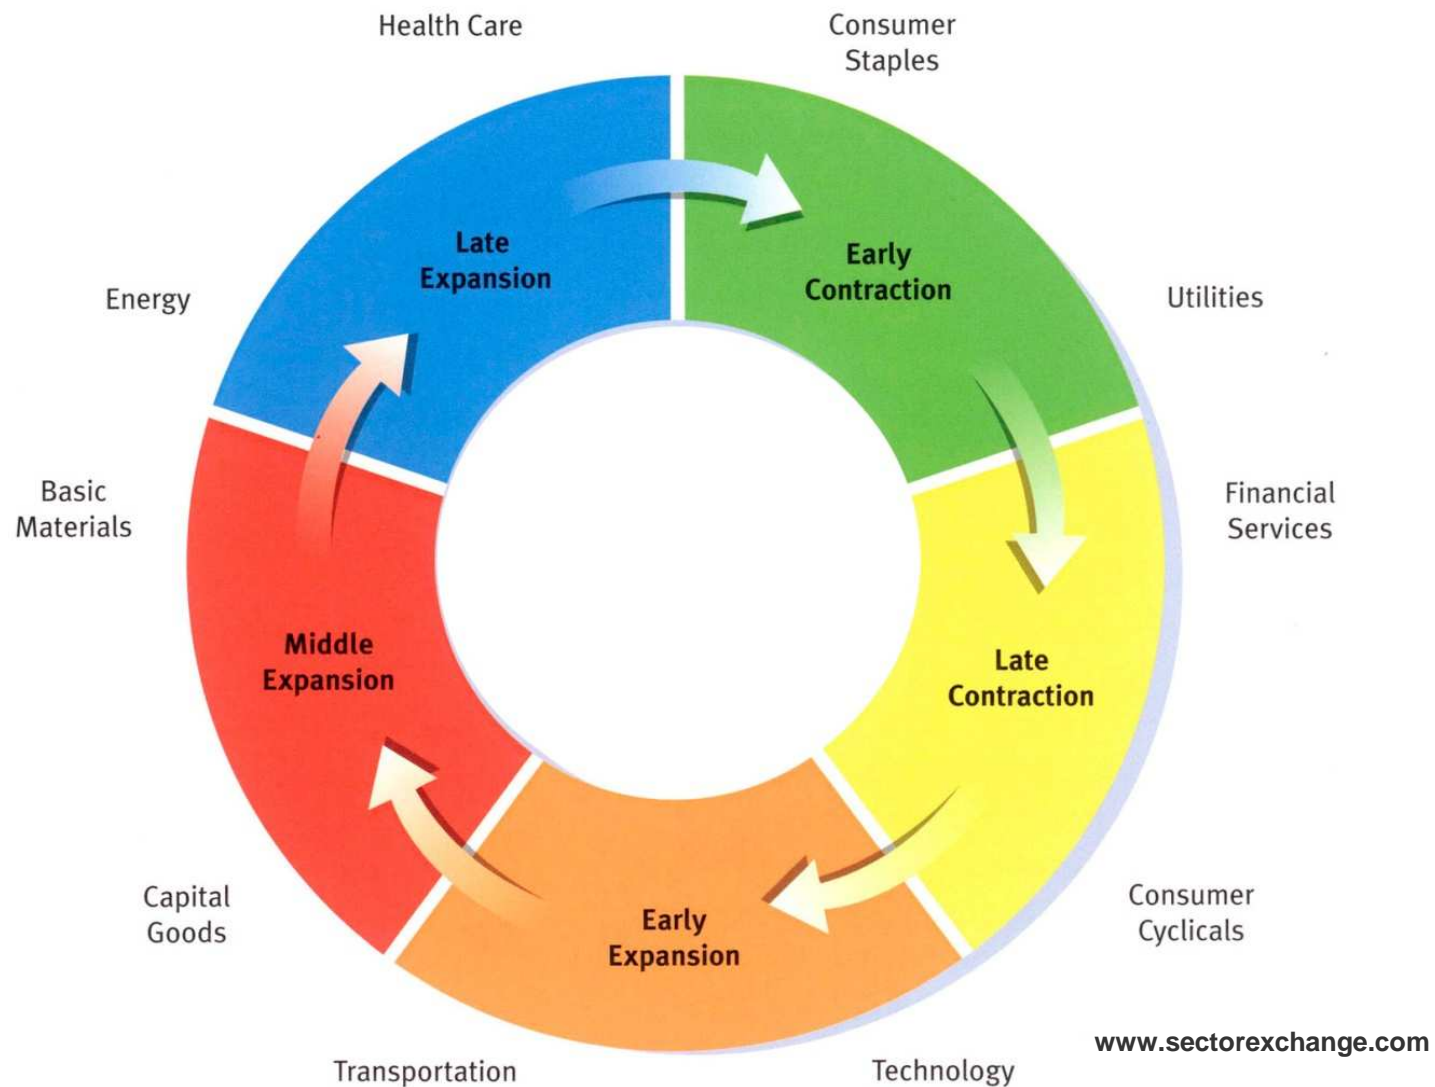 Health Care
Consumer
Staples
Late
Expansion
Early
Contraction
Energy
Utilities
Basic
Materials
Financial
Services
Middle
Expansion
Late
Contraction
Capital
Goods
Early
Expansion
Consumer
Cyclicals
Transportation
Technology
www.sectorexchange.com